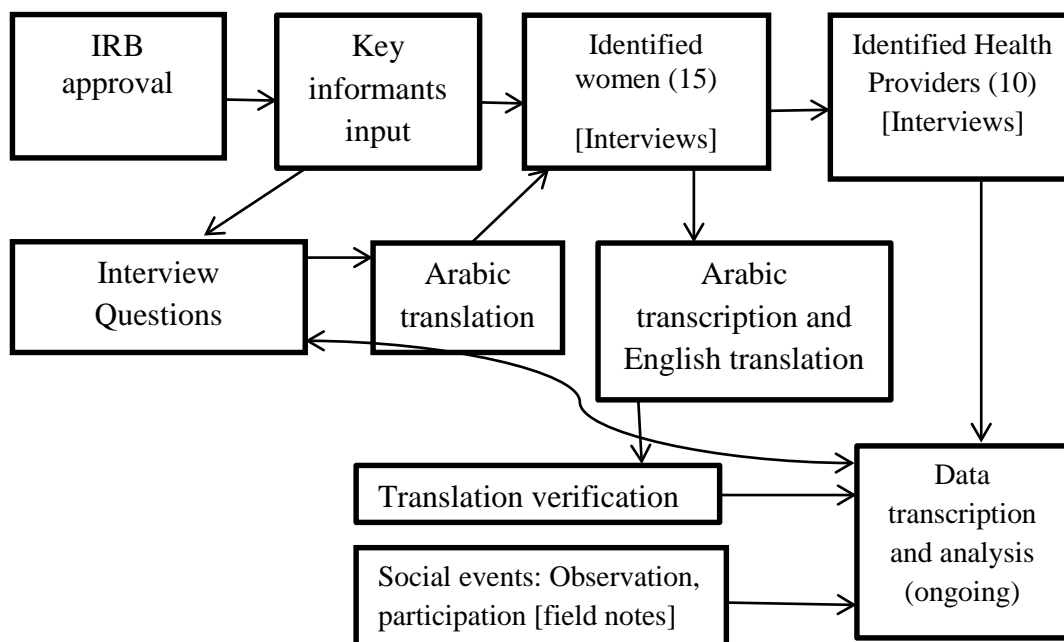 IRB
approval
Key
informants
input
Identified
women (15)
[Interviews]
Identified Health
Providers (10)
[Interviews]
Interview
Questions
Arabic
translation
Arabic
transcription and
English translation
Translation verification
Data
transcription
and analysis
(ongoing)
Social events: Observation,
participation [field notes]